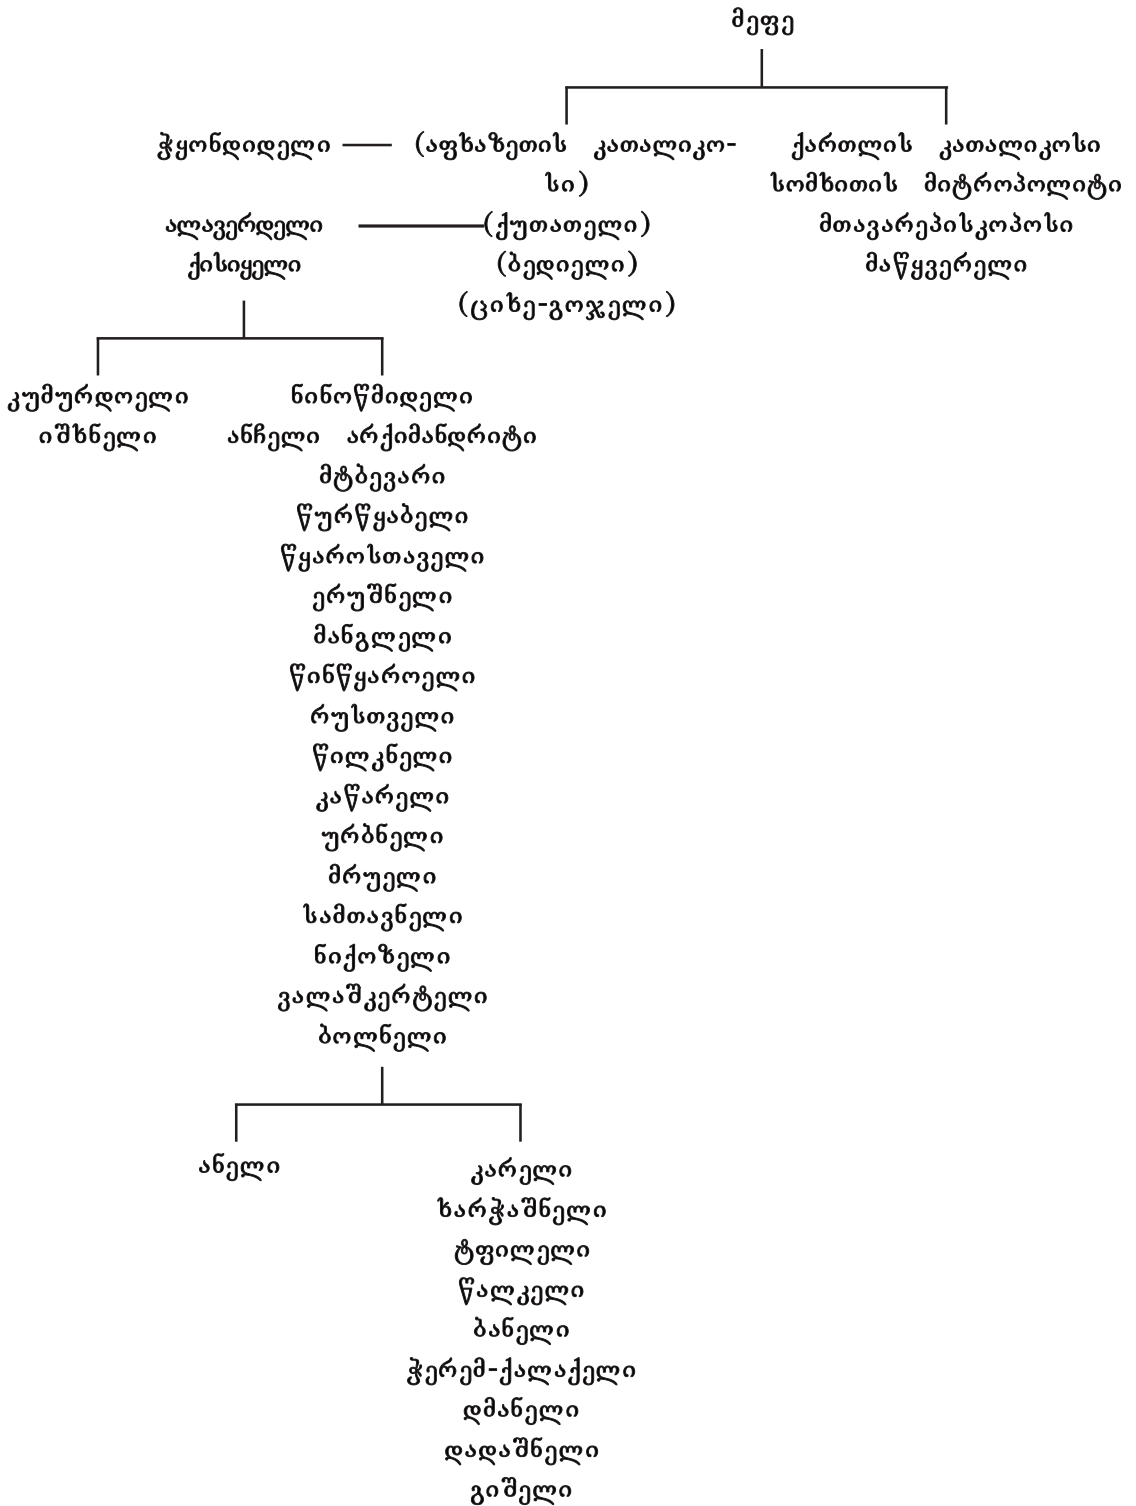 მეფე
ჭყონდიდელი — (აფხაზეთის კათალიკო- ქართლის კათალიკოსი
სი) სომხითის მიტროპოლიტი
ალავერდელი — (ქუთათელი) მთავარეპისკოპოსი
ქისიყელი (ბედიელი) მაწყვერელი
(ციხე-გოჯელი)
კუმურდოელი ნინოწმიდელი
იშხნელი ანჩელი არქიმანდრიტი
მტბევარი
წურწყაბელი
წყაროსთაველი
ერუშნელი
მანგლელი
წინწყაროელი
რუსთველი
წილკნელი
კაწარელი
ურბნელი
მრუელი
სამთავნელი
ნიქოზელი
ვალაშკერტელი
ბოლნელი
ანელი კარელი
ხარჭაშნელი
ტფილელი
წალკელი
ბანელი
ჭერემ-ქალაქელი
დმანელი
დადაშნელი
გიშელი